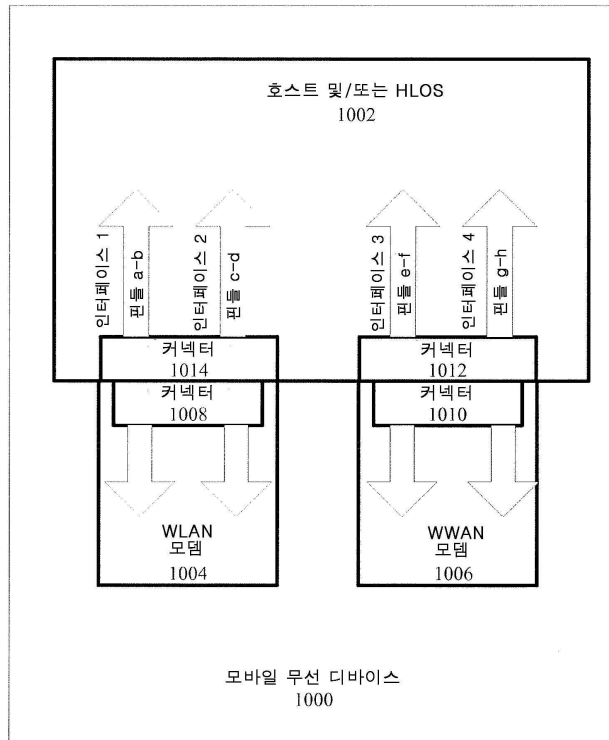 호스트 및/또는 HLOS
1002
인터페이스 1
핀들 a-b
인터페이스 2
핀들 c-d
인터페이스 3
핀들 e-f
인터페이스 4
핀들 g-h
커넥터
1014
커넥터
1012
커넥터
1008
커넥터
1010
WLAN
모뎀
1004
WWAN
모뎀
1006
모바일 무선 디바이스
1000